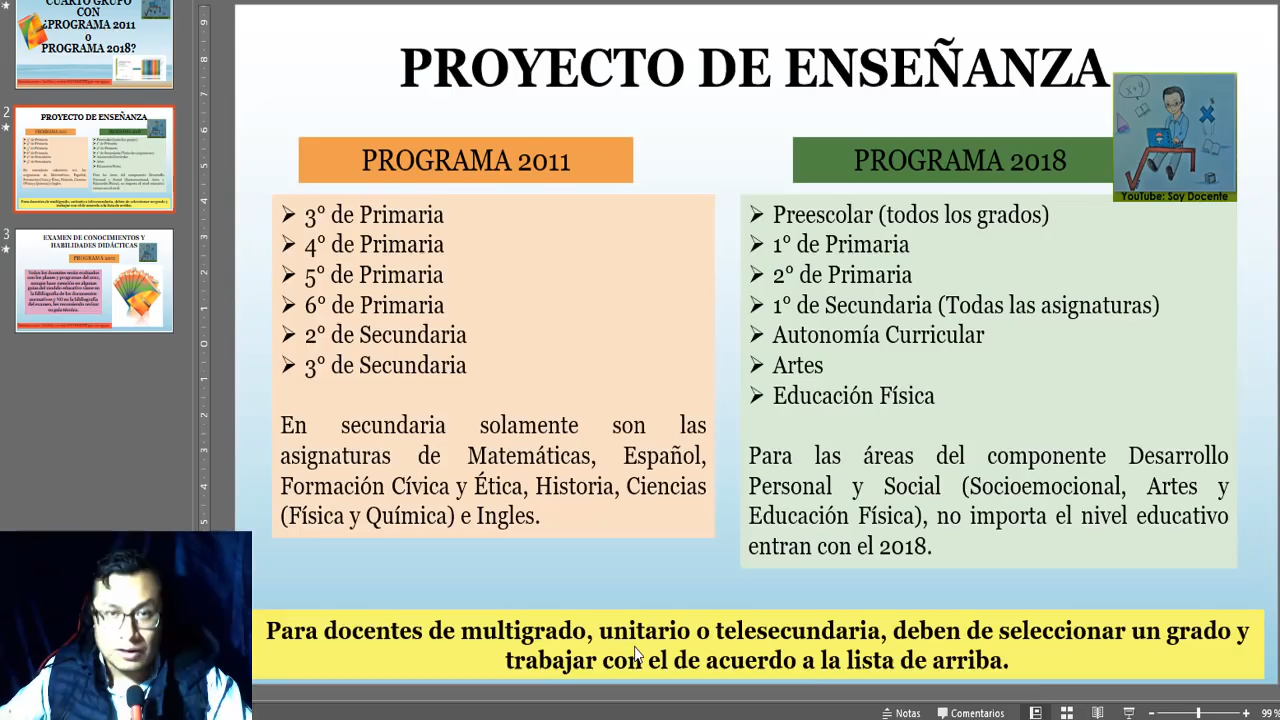 CUARTO GRUPO
CON
¿PROGRAMA 2011
o
PROGRAMA 2018?
2
PROYECTO DE ENSEÑANZA
3
EXAMEN DE CONOCIMIENTOS Y
HABILIDADES DIDÁCTICAS
PROYECTO DE ENSEÑANZA
PROGRAMA 2011
PROGRAMA 2018
YouTube: Soy Docente
3° de Primaria
4° de Primaria
5° de Primaria
6° de Primaria
2° de Secundaria
3° de Secundaria
En secundaria solamente son las
asignaturas de Matemáticas, Español,
Formación Cívica y Ética, Historia, Ciencias
(Física y Química) e Ingles.
Preescolar (todos los grados)
1° de Primaria
2° de Primaria
1° de Secundaria (Todas las asignaturas)
Autonomía Curricular
Artes
Educación Física
Para las áreas del componente Desarrollo
Personal y Social (Socioemocional, Artes y
Educación Física), no importa el nivel educativo
entran con el 2018.
Para docentes de multigrado, unitario o telesecundaria, deben de seleccionar un grado y
trabajar con el de acuerdo a la lista de arriba.
Notas
Comentarios
99 %